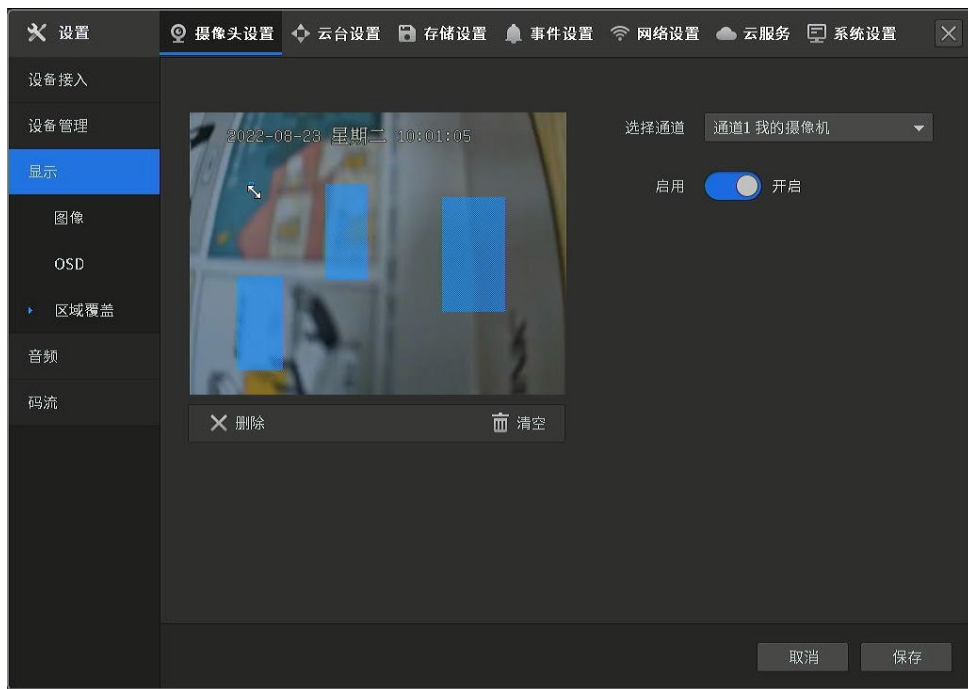 设置 摄像头设置 云台设置 存储设置 事件设置 网络设置 云服务 系统设置
设备接入
设备管理
显示
图像
OSD
区域覆盖
音频
码流
2022-08-23 星期二 10:01:05
选择通道 通道1 我的摄像机
启用 开启
删除 清空
取消 保存